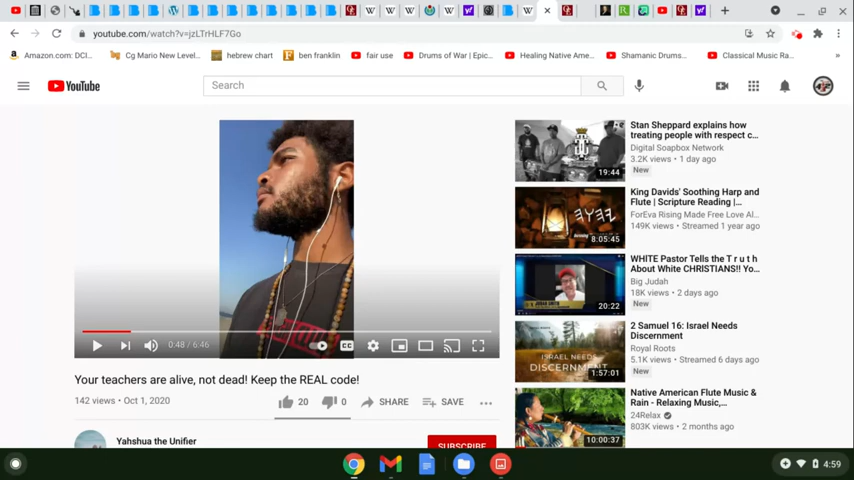 youtube.com/watch?v=jzLTrHLF7Go
Amazon.com: DCI...
Cg Mario New Level...
hebrew chart
ben franklin
fair use
Drums of War | Epic...
Healing Native Ame...
Shamanic Drums...
Classical Music Ra...
YouTube
Search
Stan Sheppard explains how
treating people with respect c...
Digital Soapbox Network
3.2K views • 1 day ago
New
19:44
King Davids' Soothing Harp and
Flute | Scripture Reading |...
ForEva Rising Made Free Love Al...
149K views • Streamed 1 year ago
8:05:45
WHITE Pastor Tells the T r u t h
About White CHRISTIANS!! Yo...
Big Judah
18K views • 2 days ago
New
20:22
2 Samuel 16: Israel Needs
Discernment
Royal Roots
5.1K views • Streamed 6 days ago
New
ISRAEL NEEDS
DISCERNMENT
1:57:01
Native American Flute Music &
Rain - Relaxing Music,...
24Relax
803K views • 2 months ago
10:00:37
0:48 / 6:46
CC
Your teachers are alive, not dead! Keep the REAL code!
142 views • Oct 1, 2020
20
0
SHARE
SAVE
Yahshua the Unifier
SUBSCRIBE
4:59